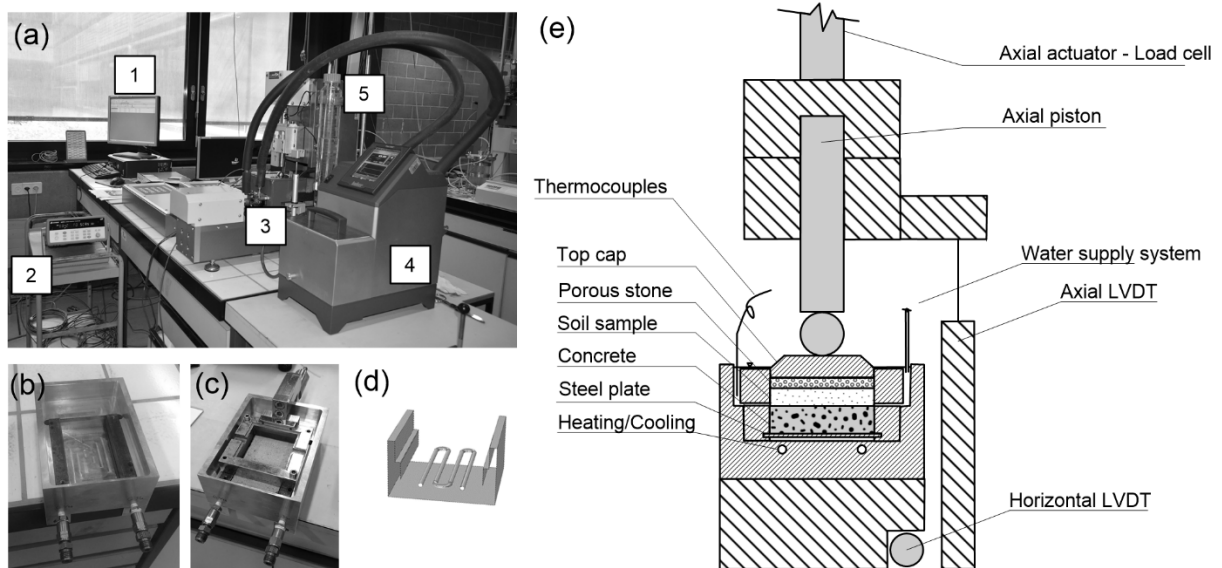 (a)
1
2
3
4
5
(b)
(c)
(d)
(e)
Axial actuator - Load cell
Axial piston
Thermocouples
Top cap
Porous stone
Soil sample
Concrete
Steel plate
Heating/Cooling
Water supply system
Axial LVDT
Horizontal LVDT